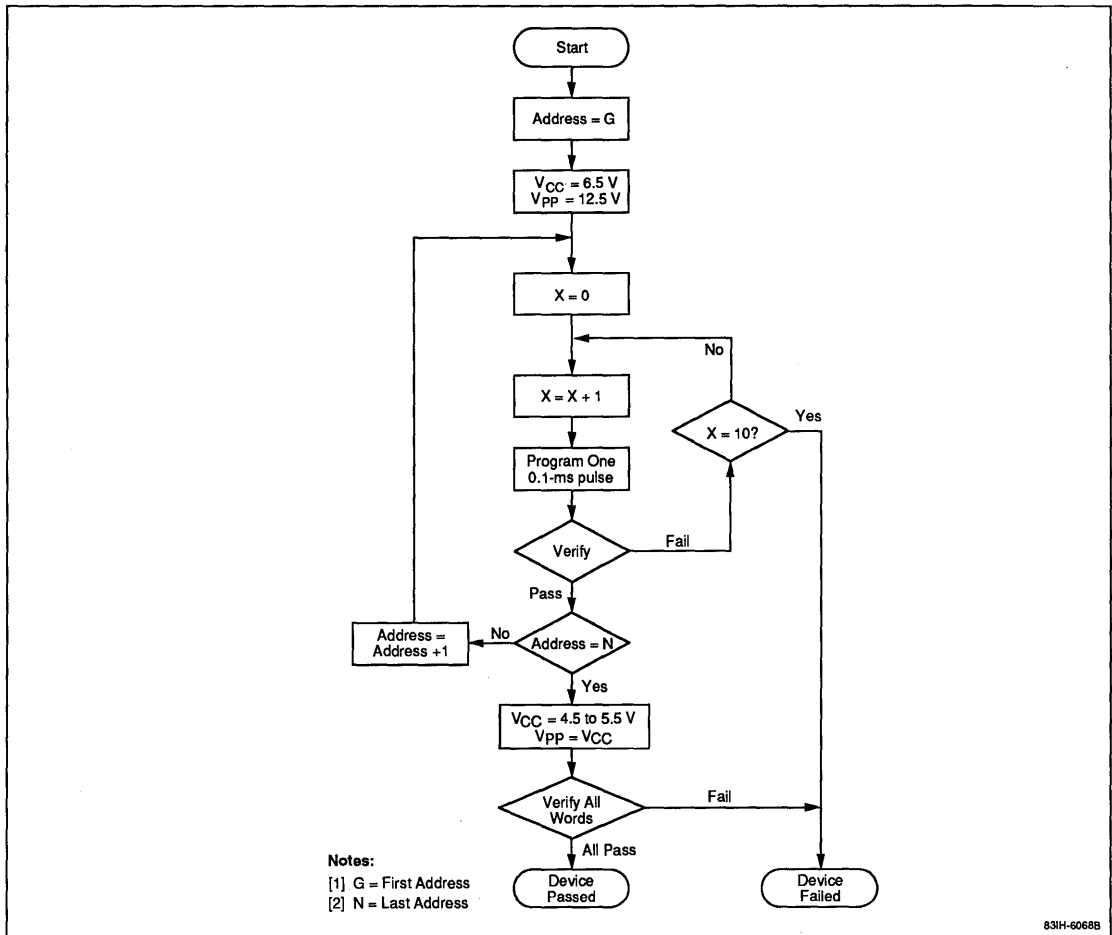 Start
Address = G
VCC = 6.5 V
VPP = 12.5 V
X = 0
No
X = X + 1
Yes
X = 10?
Program One
0.1-ms pulse
Verify
Fail
Pass
Address =
Address +1
No
Address = N
Yes
VCC = 4.5 to 5.5 V
VPP = VCC
Verify All
Words
Fail
All Pass
Device
Passed
Device
Failed
Notes:
[1] G = First Address
[2] N = Last Address
83IH-6068B